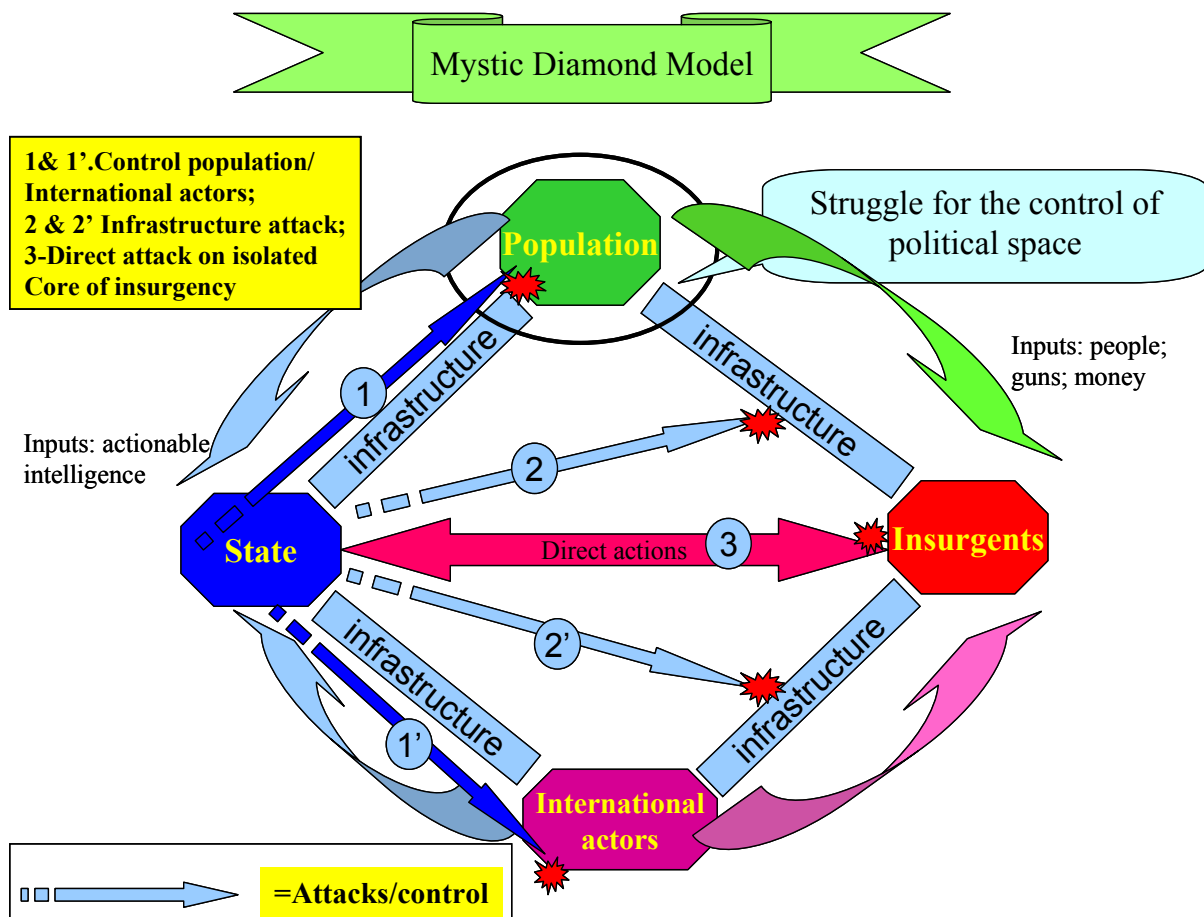 Mystic Diamond Model
1& 1’.Control population/
International actors;
2 & 2’ Infrastructure attack;
3-Direct attack on isolated
Core of insurgency
Population
Struggle for the control of
political space
infrastructure
infrastructure
Inputs: people;
guns; money
1
Inputs: actionable
intelligence
2
State
Direct actions
3
Insurgents
2’
infrastructure
infrastructure
1’
International
actors
=Attacks/control